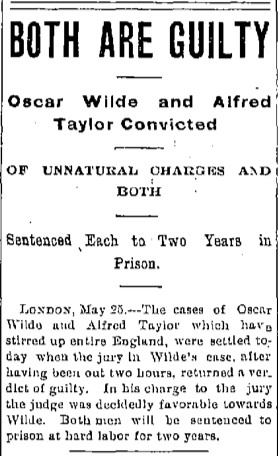 BOTH ARE GUILTY
Oscar Wilde and Alfred
Taylor Convicted
OF UNNATURAL CHARGES AND
BOTH
Sentenced Each to Two Years in
Prison.
LONDON, May 25.—The cases of Oscar
Wilde and Alfred Taylor which have
stirred up entire England, were settled to-
day when the jury in Wilde's case, after
having been out two hours, returned a ver-
dict of guilty. In his charge to the jury
the judge was decidedly favorable towards
Wilde. Both men will be sentenced to
prison at hard labor for two years.